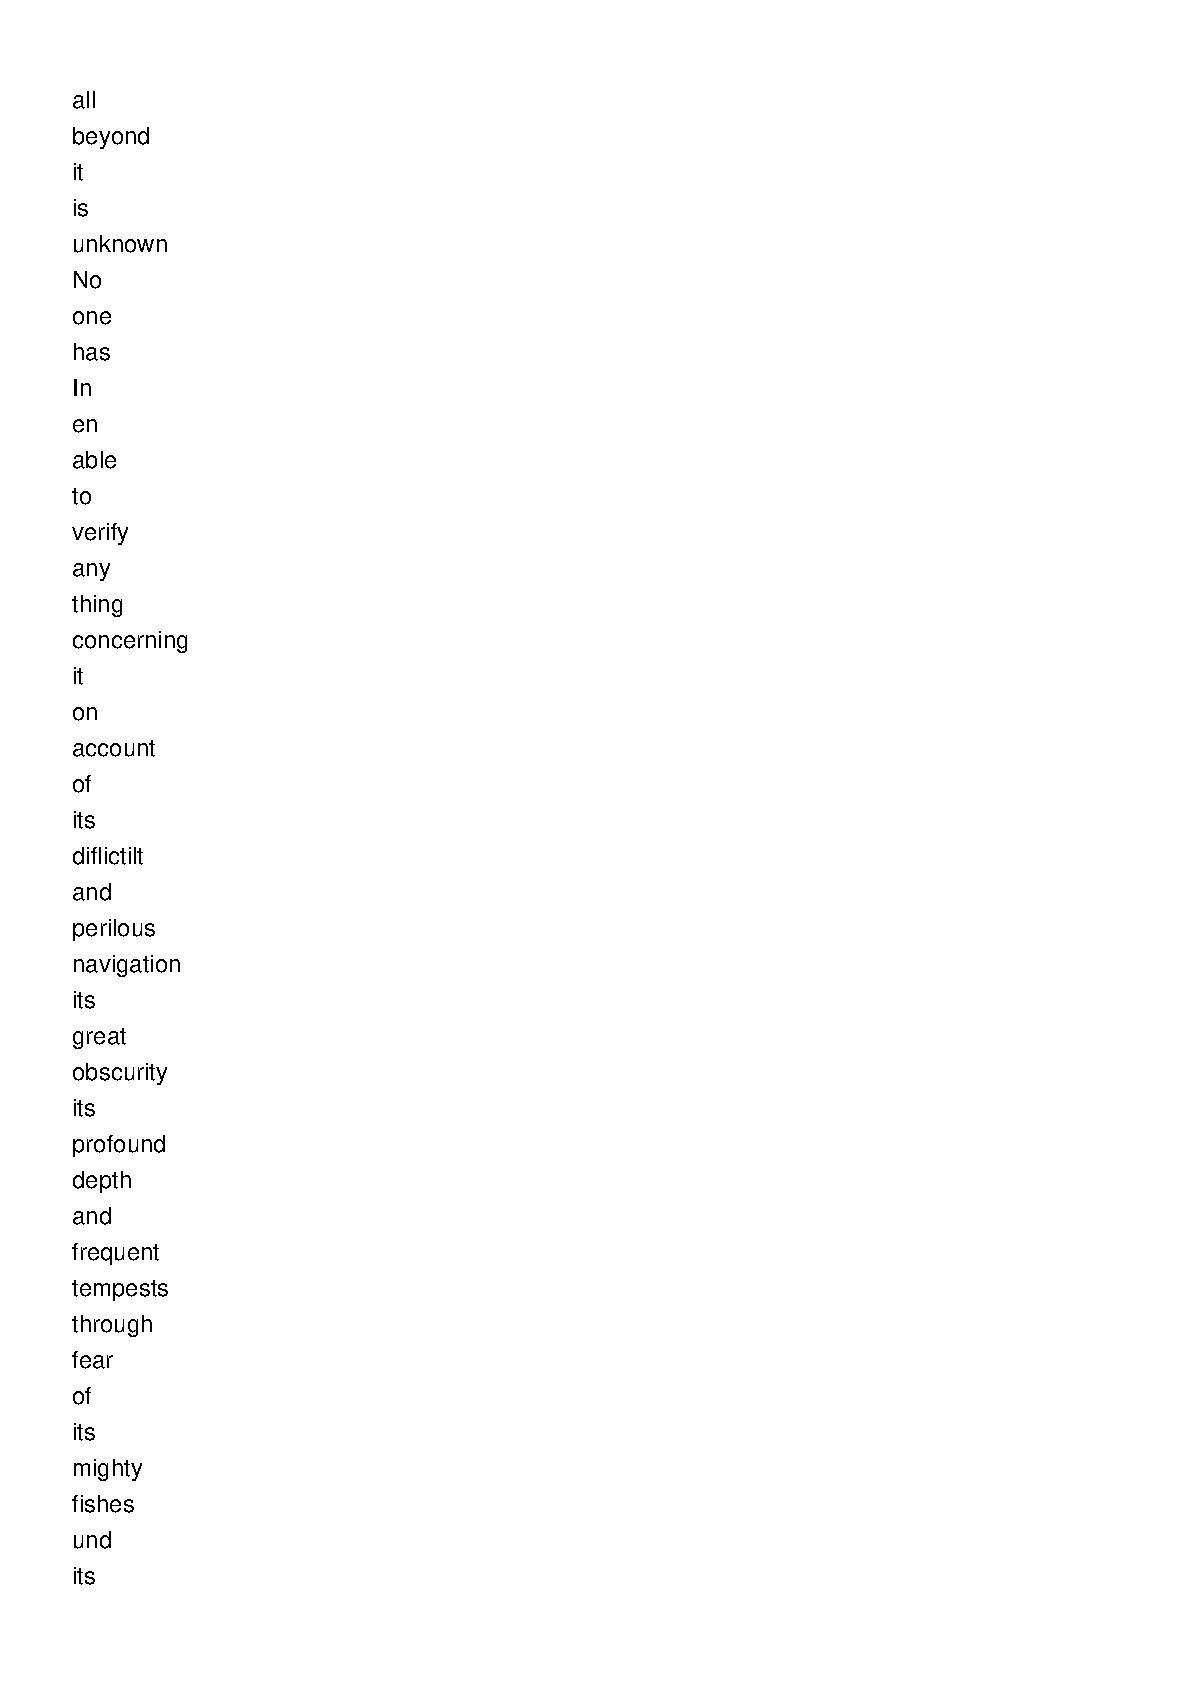 all
beyond
it
is
unknown
No
one
has
In
en
able
to
verify
any
thing
concerning
it
on
account
of
its
diflictilt
and
perilous
navigation
its
great
obscurity
its
profound
depth
and
frequent
tempests
through
fear
of
its
mighty
fishes
und
its